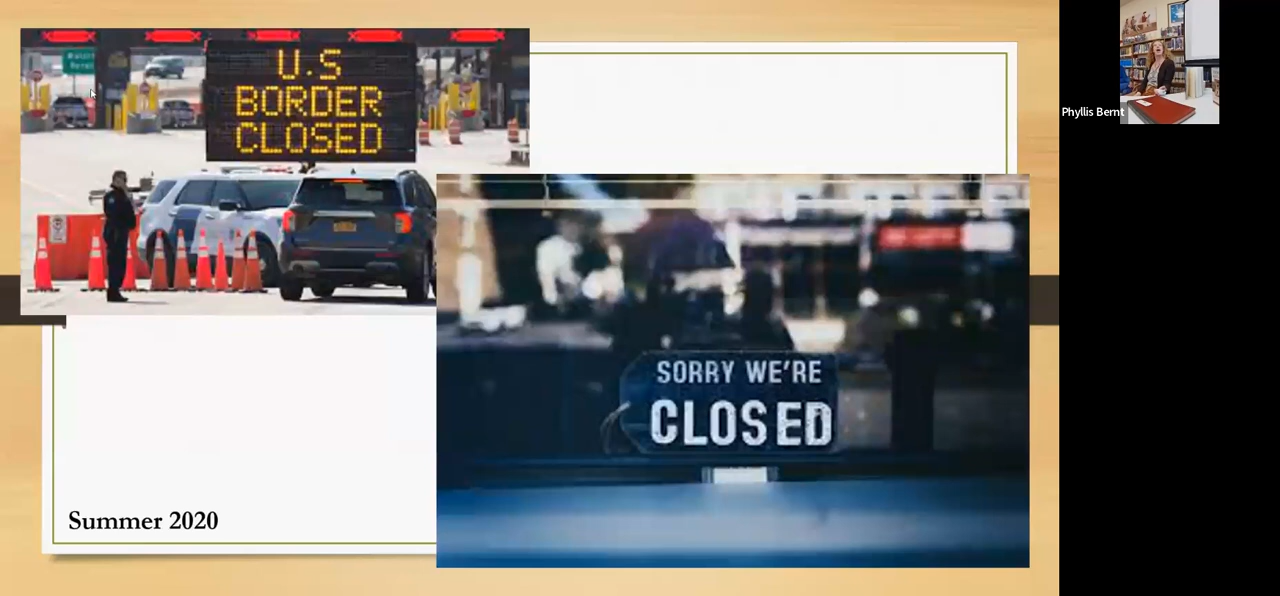 U.S
BORDER
CLOSED
SORRY WE'RE
CLOSED
Summer 2020
Phyllis Bernt